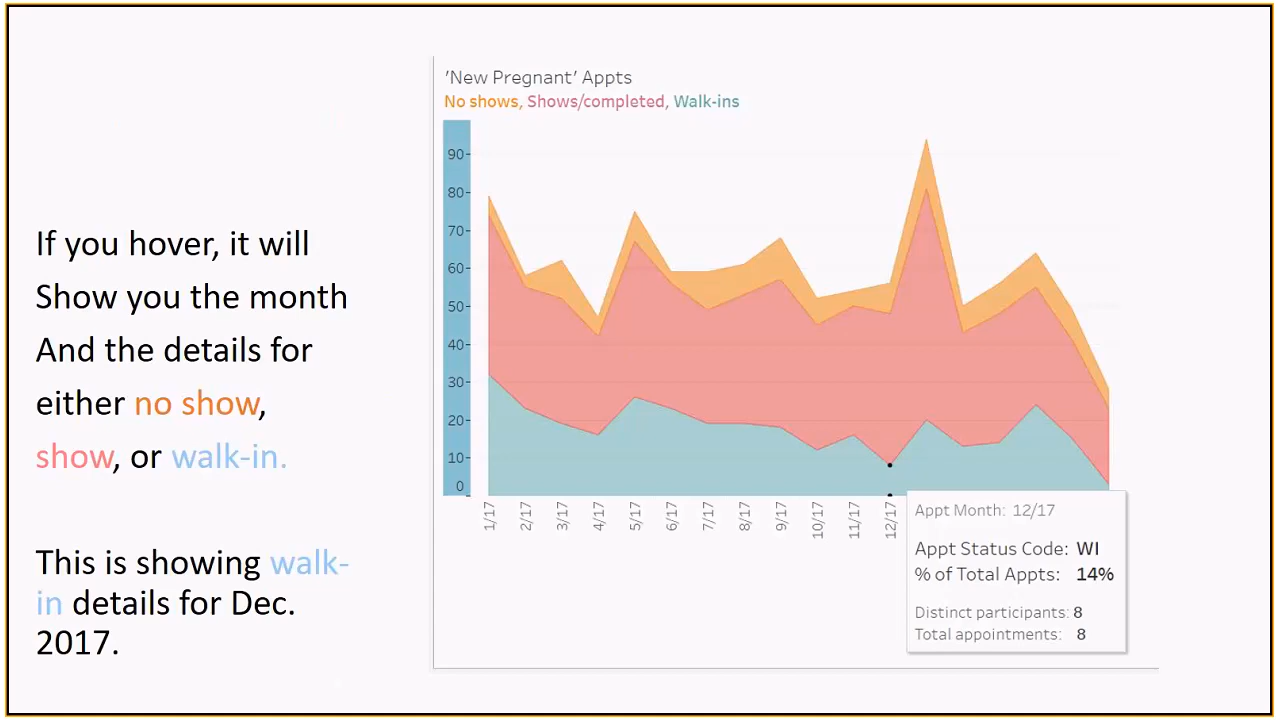 If you hover, it will
Show you the month
And the details for
either no show,
show, or walk-in.
This is showing walk-
in details for Dec.
2017.
'New Pregnant' Appts
No shows, Shows/completed, Walk-ins
90
80
70
60
50
40
30
20
10
0
1/17
2/17
3/17
4/17
5/17
6/17
7/17
8/17
9/17
10/17
11/17
12/17
Appt Month: 12/17
Appt Status Code: WI
% of Total Appts: 14%
Distinct participants: 8
Total appointments: 8